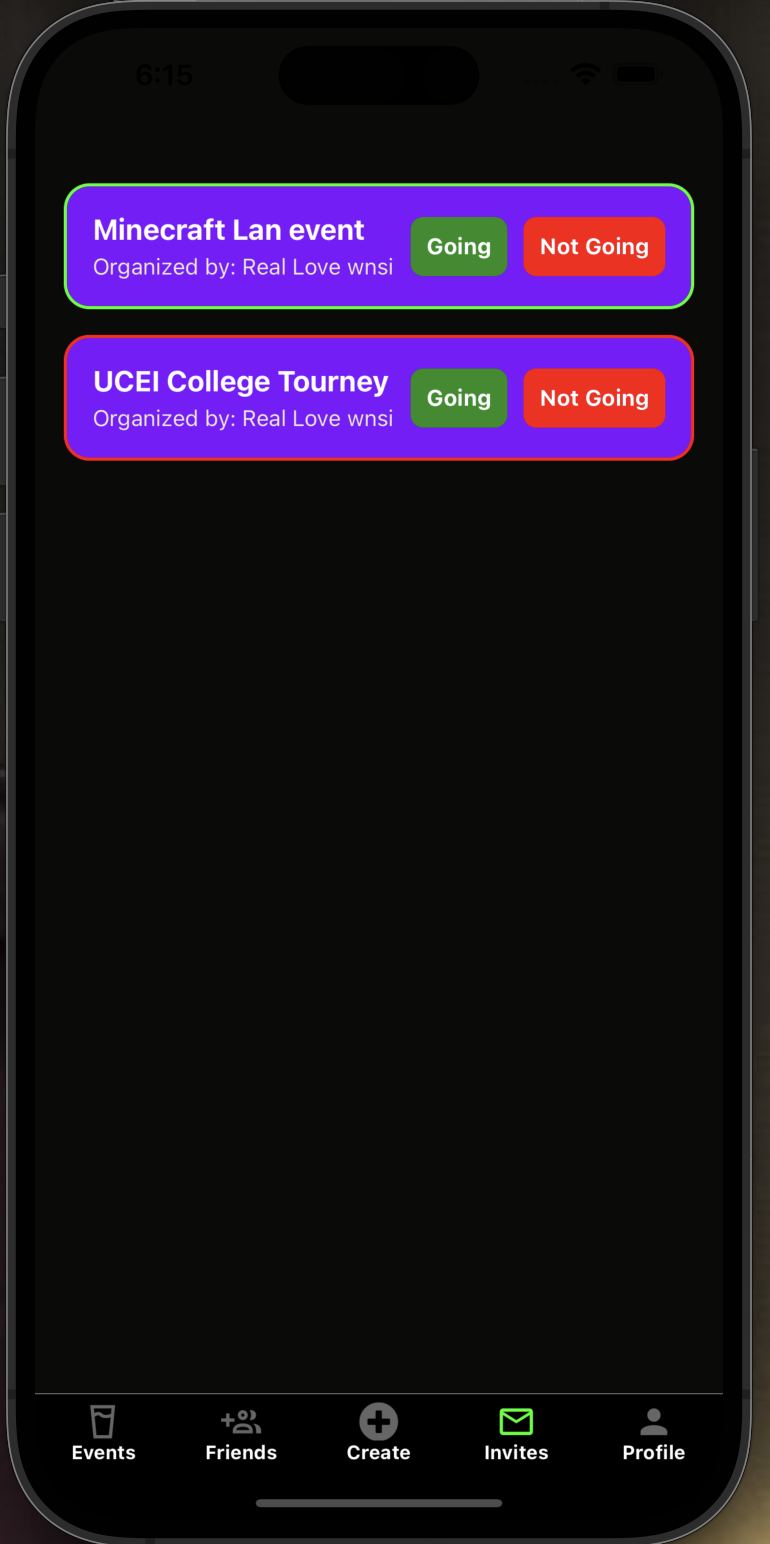 6:15
Minecraft Lan event
Organized by: Real Love wnsi
Going
Not Going
UCEI College Tourney
Organized by: Real Love wnsi
Going
Not Going
Events
Friends
Create
Invites
Profile